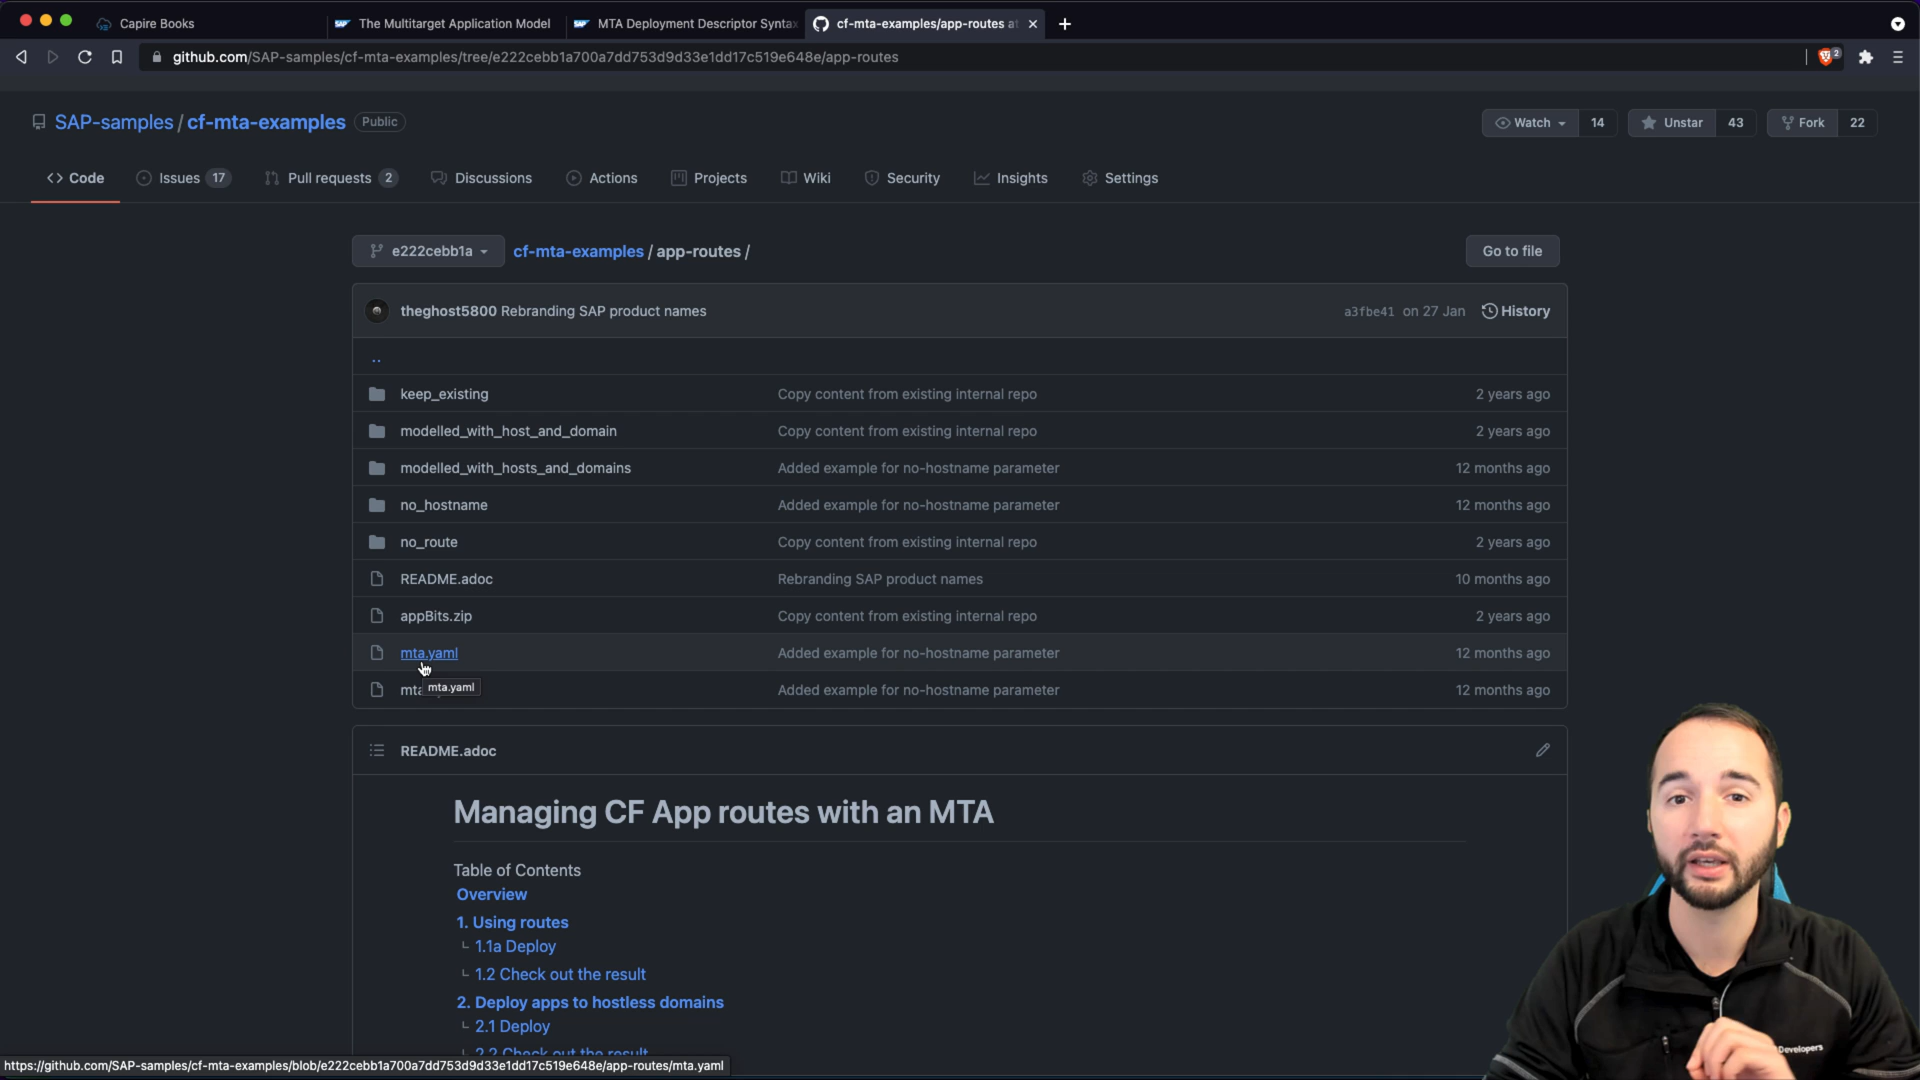 Capire Books
SAP The Multitarget Application Model
SAP MTA Deployment Descriptor Syntax
cf-mta-examples/app-routes at
github.com/SAP-samples/cf-mta-examples/tree/e222cebb1a700a7dd753d9d33e1dd17c519e648e/app-routes
2
SAP-samples / cf-mta-examples Public
Watch 14 Unstar 43 Fork 22
<> Code Issues 17 Pull requests 2 Discussions Actions Projects Wiki Security Insights Settings
e222cebb1a cf-mta-examples / app-routes / Go to file
theghost5800 Rebranding SAP product names a3fbe41 on 27 Jan History
..
keep_existing Copy content from existing internal repo 2 years ago
modelled_with_host_and_domain Copy content from existing internal repo 2 years ago
modelled_with_hosts_and_domains Added example for no-hostname parameter 12 months ago
no_hostname Added example for no-hostname parameter 12 months ago
no_route Copy content from existing internal repo 2 years ago
README.adoc Rebranding SAP product names 10 months ago
appBits.zip Copy content from existing internal repo 2 years ago
mta.yaml Added example for no-hostname parameter 12 months ago
mta Added example for no-hostname parameter 12 months ago
mta.yaml
README.adoc
Managing CF App routes with an MTA
Table of Contents
Overview
1. Using routes
1.1a Deploy
1.2 Check out the result
2. Deploy apps to hostless domains
2.1 Deploy
2.2 Check out the result
Developers
https://github.com/SAP-samples/cf-mta-examples/blob/e222cebb1a700a7dd753d9d33e1dd17c519e648e/app-routes/mta.yaml